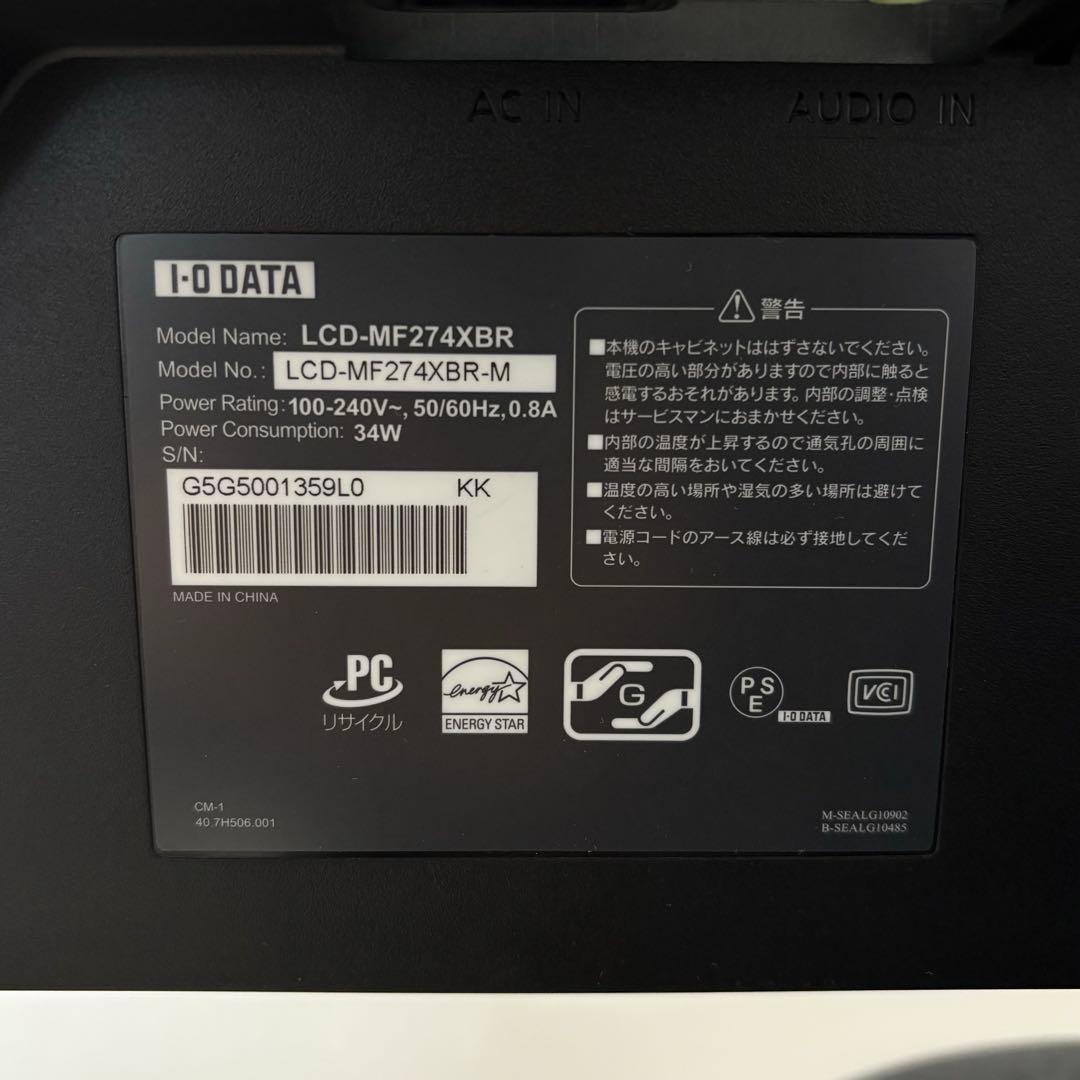 AC IN
AUDIO IN
I-O DATA
Model Name: LCD-MF274XBR
Model No.: LCD-MF274XBR-M
Power Rating: 100-240V~, 50/60Hz, 0.8A
Power Consumption: 34W
S/N:
G5G5001359L0 KK
MADE IN CHINA
警告
■本機のキャビネットははずさないでください。
電圧の高い部分がありますので内部に触ると
感電するおそれがあります。内部の調整・点検
はサービスマンにおまかせください。
■内部の温度が上昇するので通気孔の周囲に
適当な間隔をおいてください。
■温度の高い場所や湿気の多い場所は避けて
ください。
■電源コードのアース線は必ず接地してくだ
さい。
PC
リサイクル
energy
ENERGY STAR
G
PSE
I-O DATA
VCCI
CM-1
40.7H506.001
M-SEALG10902
B-SEALG10485